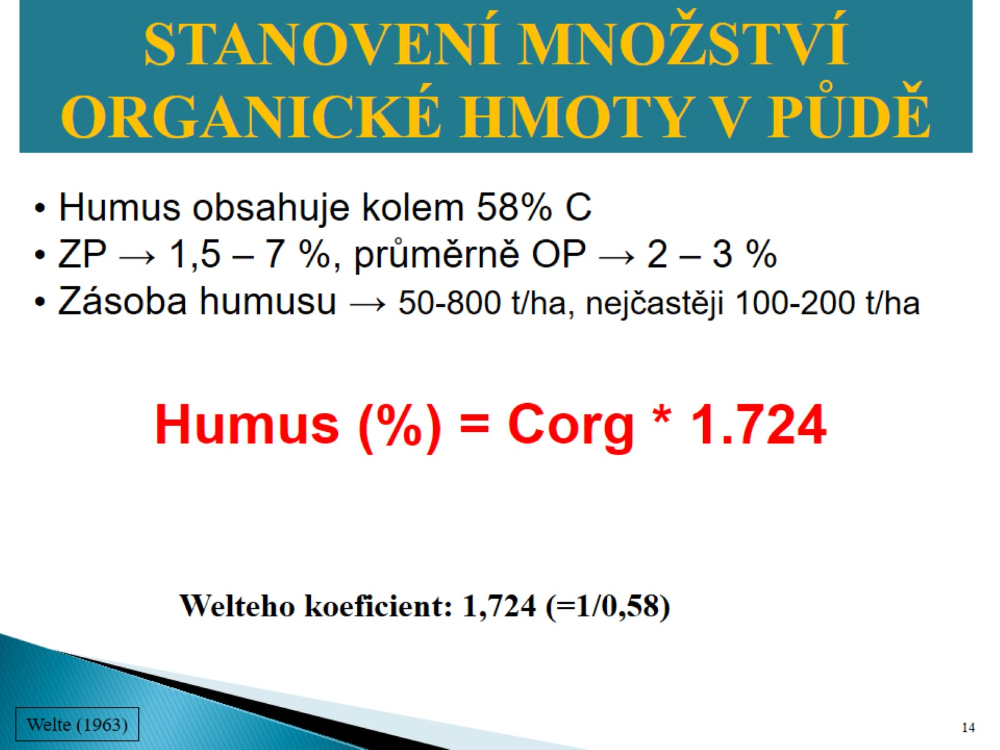 STANOVENÍ MNOŽSTVÍ
ORGANICKÉ HMOTY V PŮDĚ
• Humus obsahuje kolem 58% C
• ZP → 1,5 – 7 %, průměrně OP → 2 – 3 %
• Zásoba humusu → 50-800 t/ha, nejčastěji 100-200 t/ha
Humus (%) = Corg * 1.724
Welteho koeficient: 1,724 (=1/0,58)
Welte (1963)
14